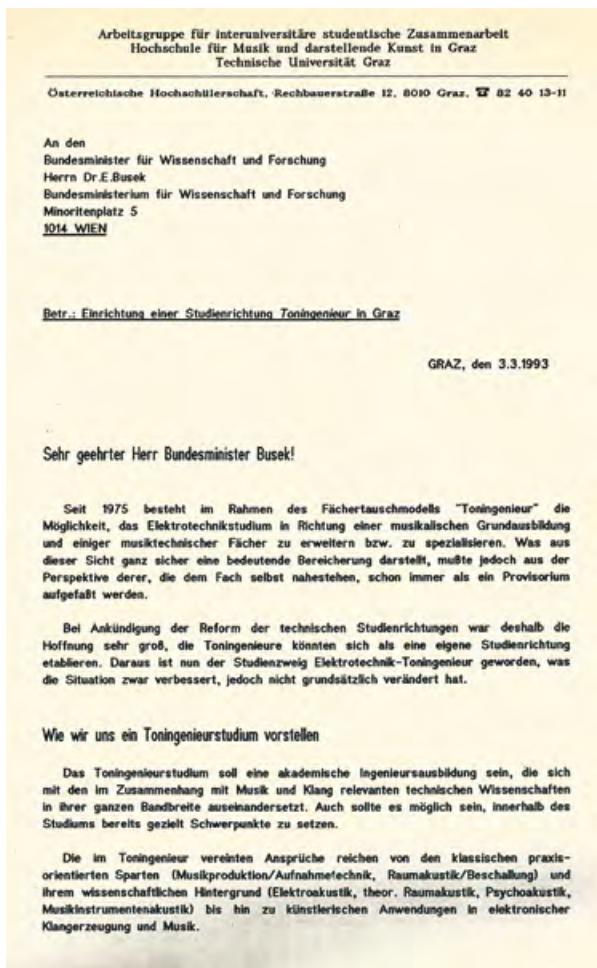 Arbeitsgruppe für interuniversitäre studentische Zusammenarbeit
Hochschule für Musik und darstellende Kunst in Graz
Technische Universität Graz
Österreichische Hochschülerschaft, Rechbauerstraße 12, 8010 Graz, ☎ 82 40 13-11
An den
Bundesminister für Wissenschaft und Forschung
Herrn Dr.E.Busek
Bundesministerium für Wissenschaft und Forschung
Minoritenplatz 5
1014 WIEN
Betr.: Einrichtung einer Studienrichtung Toningenieur in Graz
GRAZ, den 3.3.1993
Sehr geehrter Herr Bundesminister Busek!
Seit 1975 besteht im Rahmen des Fächertauschmodells "Toningenieur" die
Möglichkeit, das Elektrotechnikstudium in Richtung einer musikalischen Grundausbildung
und einiger musiktechnischer Fächer zu erweitern bzw. zu spezialisieren. Was aus
dieser Sicht ganz sicher eine bedeutende Bereicherung darstellt, mußte jedoch aus der
Perspektive derer, die dem Fach selbst nahestehen, schon immer als ein Provisorium
aufgefaßt werden.
Bei Ankündigung der Reform der technischen Studienrichtungen war deshalb die
Hoffnung sehr groß, die Toningenieure könnten sich als eine eigene Studienrichtung
etablieren. Daraus ist nun der Studienzweig Elektrotechnik-Toningenieur geworden, was
die Situation zwar verbessert, jedoch nicht grundsätzlich verändert hat.
Wie wir uns ein Toningenieurstudium vorstellen
Das Toningenieurstudium soll eine akademische Ingenieursausbildung sein, die sich
mit den im Zusammenhang mit Musik und Klang relevanten technischen Wissenschaften
in ihrer ganzen Bandbreite auseinandersetzt. Auch sollte es möglich sein, innerhalb des
Studiums bereits gezielt Schwerpunkte zu setzen.
Die im Toningenieur vereinten Ansprüche reichen von den klassischen praxis-
orientierten Sparten (Musikproduktion/Aufnahmetechnik, Raumakustik/Beschallung) und
ihrem wissenschaftlichen Hintergrund (Elektroakustik, theor. Raumakustik, Psychoakustik,
Musikinstrumentenakustik) bis hin zu künstlerischen Anwendungen in elektronischer
Klangerzeugung und Musik.